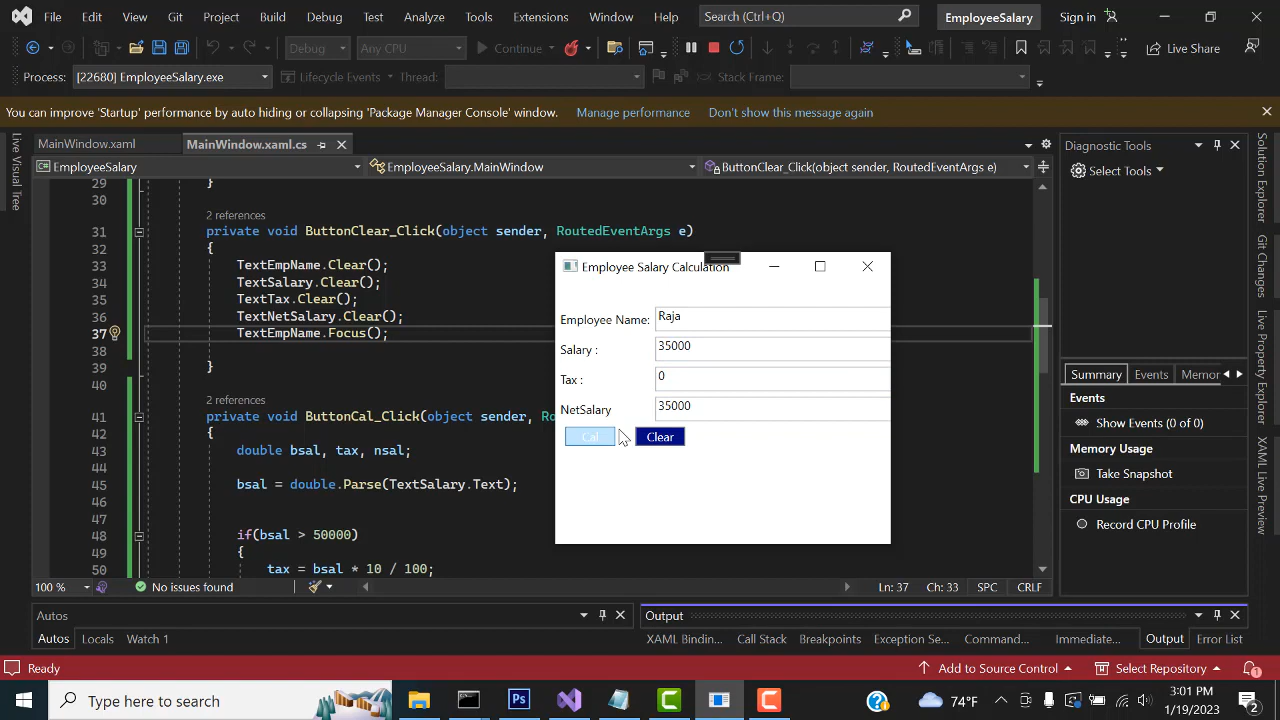 File Edit View Git Project Build Debug Test Analyze Tools Extensions Window Help Search (Ctrl+Q) EmployeeSalary Sign in
Debug Any CPU Continue Live Share
Process: [22680] EmployeeSalary.exe Lifecycle Events Thread: Stack Frame:
You can improve 'Startup' performance by auto hiding or collapsing 'Package Manager Console' window. Manage performance Don't show this message again
MainWindow.xaml MainWindow.xaml.cs
EmployeeSalary EmployeeSalary.MainWindow ButtonClear_Click(object sender, RoutedEventArgs e)
Live Visual Tree
29 }
30
2 references
31 private void ButtonClear_Click(object sender, RoutedEventArgs e)
32 {
33 TextEmpName.Clear();
34 TextSalary.Clear();
35 TextTax.Clear();
36 TextNetSalary.Clear();
37 TextEmpName.Focus();
38
39 }
40
2 references
41 private void ButtonCal_Click(object sender, Ro
42 {
43 double bsal, tax, nsal;
44
45 bsal = double.Parse(TextSalary.Text);
46
47
48 if(bsal > 50000)
49 {
50 tax = bsal * 10 / 100;
Employee Salary Calculation
Employee Name: Raja
Salary : 35000
Tax : 0
NetSalary 35000
Cal Clear
Diagnostic Tools
Select Tools
Summary Events Memor
Events
Show Events (0 of 0)
Memory Usage
Take Snapshot
CPU Usage
Record CPU Profile
Solution Explorer
Git Changes
Live Property Explorer
XAML Live Preview
100 % No issues found Ln: 37 Ch: 33 SPC CRLF
Autos Output
Autos Locals Watch 1 XAML Bindin... Call Stack Breakpoints Exception Se... Command... Immediate... Output Error List
Ready Add to Source Control Select Repository 1
Type here to search Ps 74°F 3:01 PM
1/19/2023 2